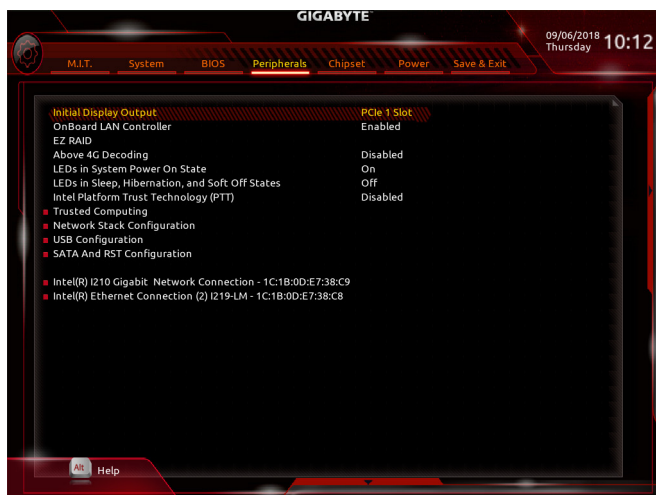 GIGABYTE™
09/06/2018 Thursday 10:12
M.I.T. System BIOS Peripherals Chipset Power Save & Exit
Initial Display Output PCIe 1 Slot
OnBoard LAN Controller Enabled
EZ RAID
Above 4G Decoding Disabled
LEDs in System Power On State On
LEDs in Sleep, Hibernation, and Soft Off States Off
Intel Platform Trust Technology (PTT) Disabled
Trusted Computing
Network Stack Configuration
USB Configuration
SATA And RST Configuration
Intel(R) I210 Gigabit Network Connection - 1C:1B:0D:E7:38:C9
Intel(R) Ethernet Connection (2) I219-LM - 1C:1B:0D:E7:38:C8
Alt Help